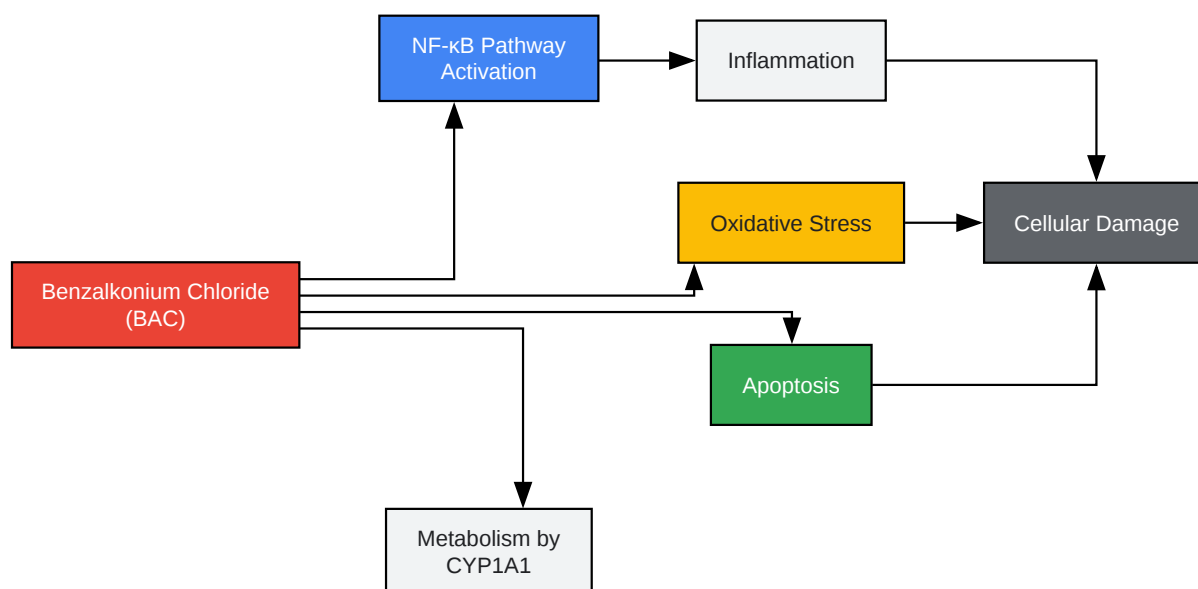 NF-κB Pathway
Activation
Inflammation
Oxidative Stress
Cellular Damage
Benzalkonium Chloride
(BAC)
Apoptosis
Metabolism by
CYP1A1